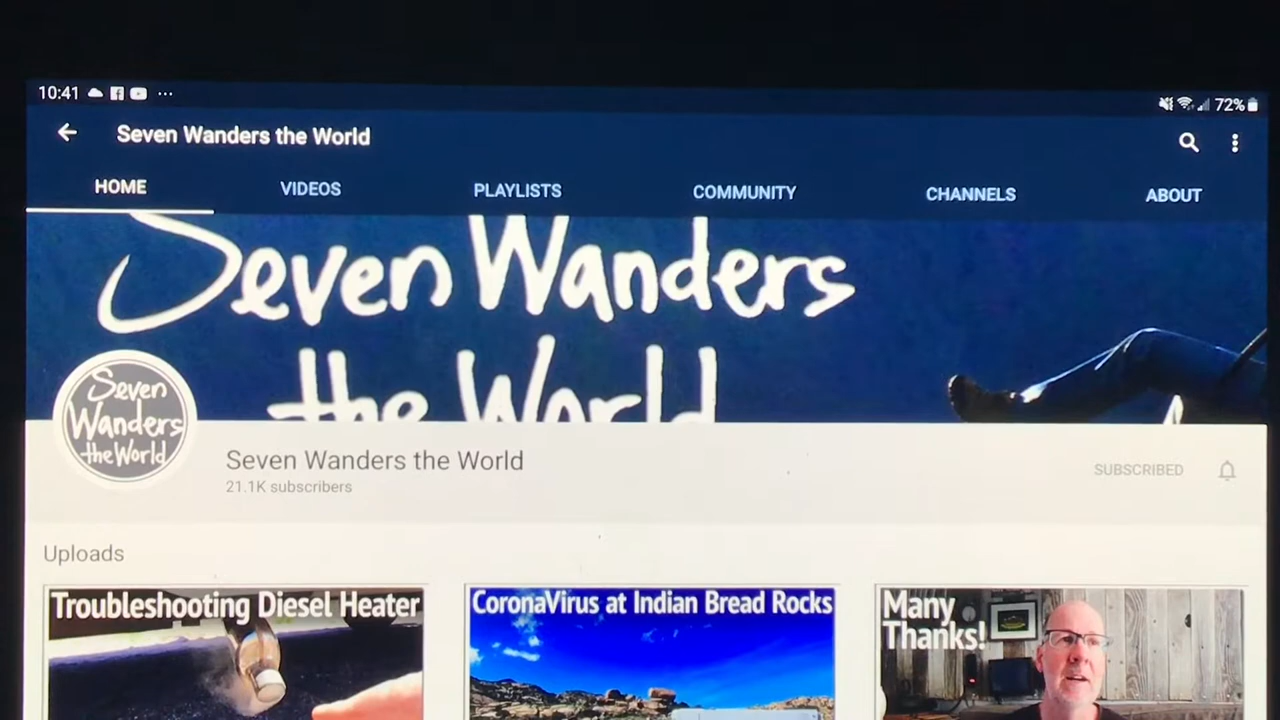 10:41 ... 72%
Seven Wanders the World
HOME VIDEOS PLAYLISTS COMMUNITY CHANNELS ABOUT
Seven Wanders
the World
Seven
Wanders
the World
Seven Wanders the World
21.1K subscribers
SUBSCRIBED
Uploads
Troubleshooting Diesel Heater
CoronaVirus at Indian Bread Rocks
Many
Thanks!